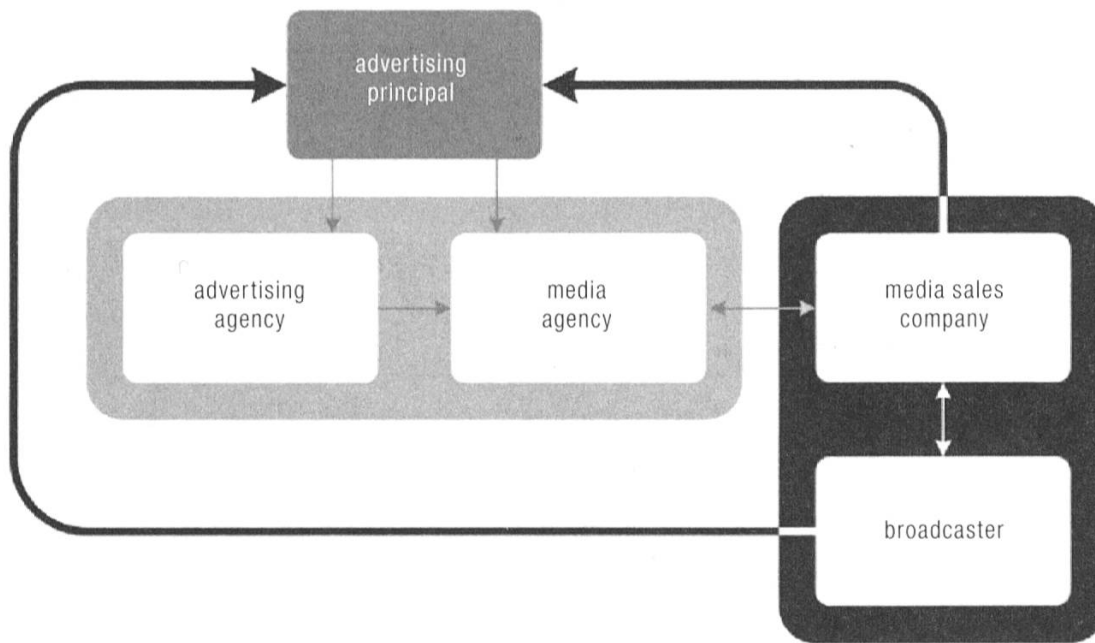 advertising
principal
advertising
agency
media
agency
media sales
company
broadcaster